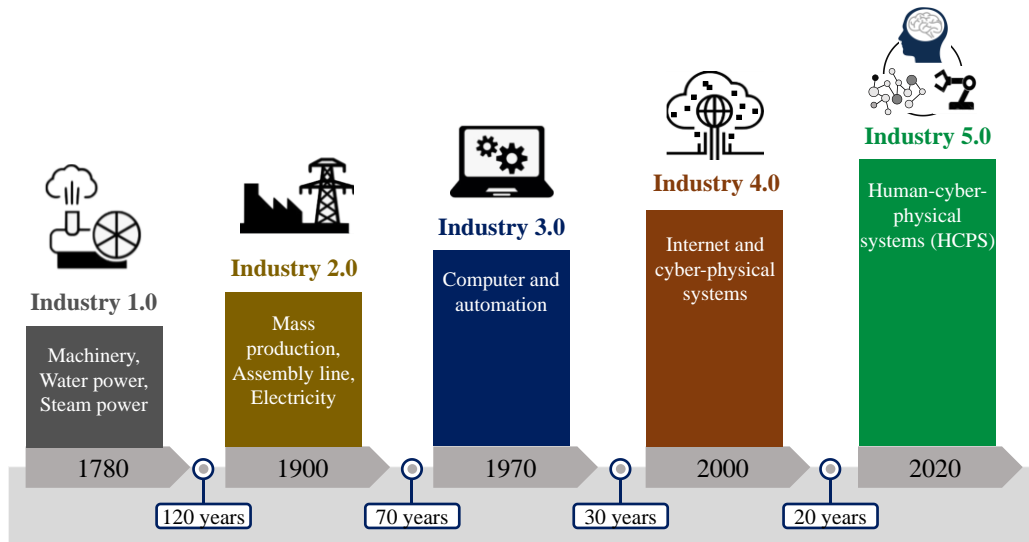 Industry 1.0
Machinery,
Water power,
Steam power
Industry 2.0
Mass
production,
Assembly line,
Electricity
Industry 3.0
Computer and
automation
Industry 4.0
Internet and
cyber-physical
systems
Industry 5.0
Human-cyber-
physical
systems (HCPS)
1780
1900
1970
2000
2020
120 years
70 years
30 years
20 years